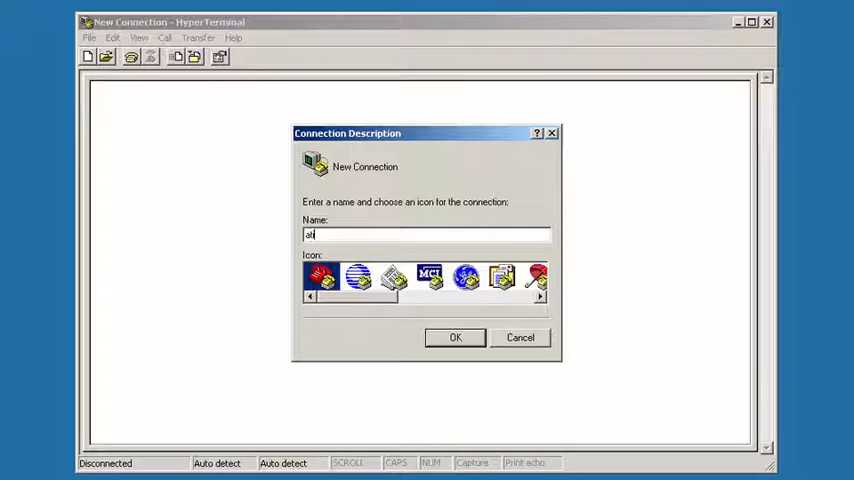 New Connection - HyperTerminal
File Edit View Call Transfer Help
Connection Description
New Connection
Enter a name and choose an icon for the connection:
Name:
ati
Icon:
MCI
OK Cancel
Disconnected Auto detect Auto detect SCROLL CAPS NUM Capture Print echo